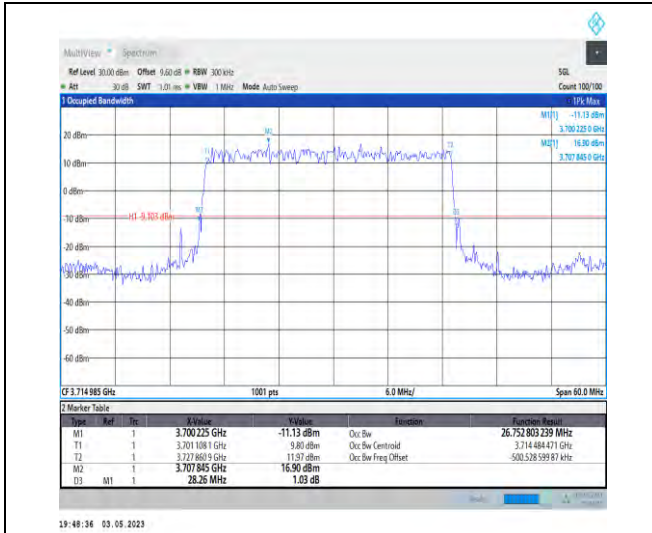 MultiView Spectrum
Ref Level 30.00 dBm Offset 9.60 dB RBW 300 kHz SGL
Att 30 dB SWT 1.01 ms VBW 1 MHz Mode Auto Sweep Count 100/100
1 Occupied Bandwidth 1Pk Max
M1[1] -11.13 dBm
3.700 225 0 GHz
M2[1] 16.90 dBm
3.707 845 0 GHz
20 dBm
M2
T1
T2
10 dBm
0 dBm
M1
D3
-10 dBm
H1 -9.103 dBm
-20 dBm
-30 dBm
-40 dBm
-50 dBm
-60 dBm
CF 3.714 985 GHz 1001 pts 6.0 MHz/ Span 60.0 MHz
2 Marker Table
Type Ref Trc X-Value Y-Value Function Function Result
M1 1 3.700 225 GHz -11.13 dBm Occ Bw 26.752 803 239 MHz
T1 1 3.701 108 1 GHz 9.80 dBm Occ Bw Centroid 3.714 484 471 GHz
T2 1 3.727 860 9 GHz 11.97 dBm Occ Bw Freq Offset -500.528 599 87 kHz
M2 1 3.707 845 GHz 16.90 dBm
D3 M1 1 28.26 MHz 1.03 dB
19:48:36 03.05.2023